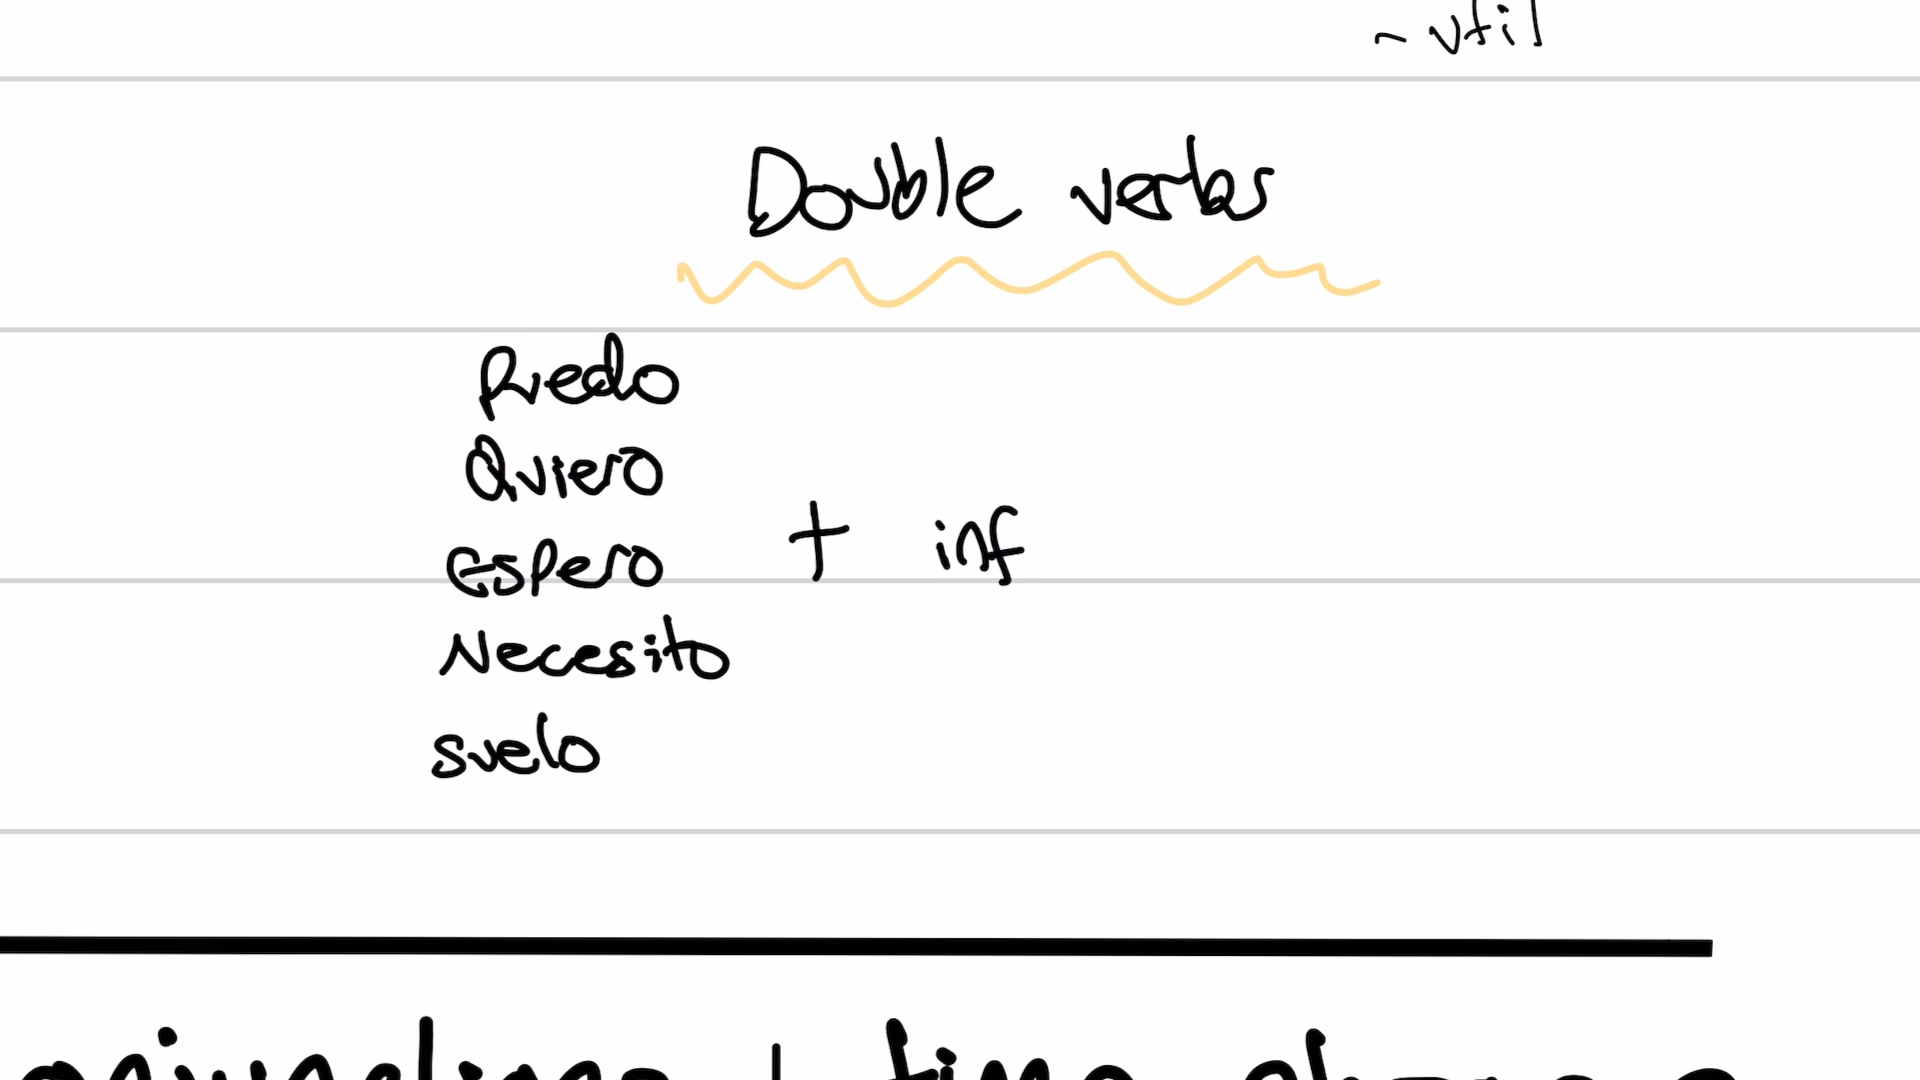 ~ util
Double verbs
Puedo
Quiero
Espero
+ inf
Necesito
suelo